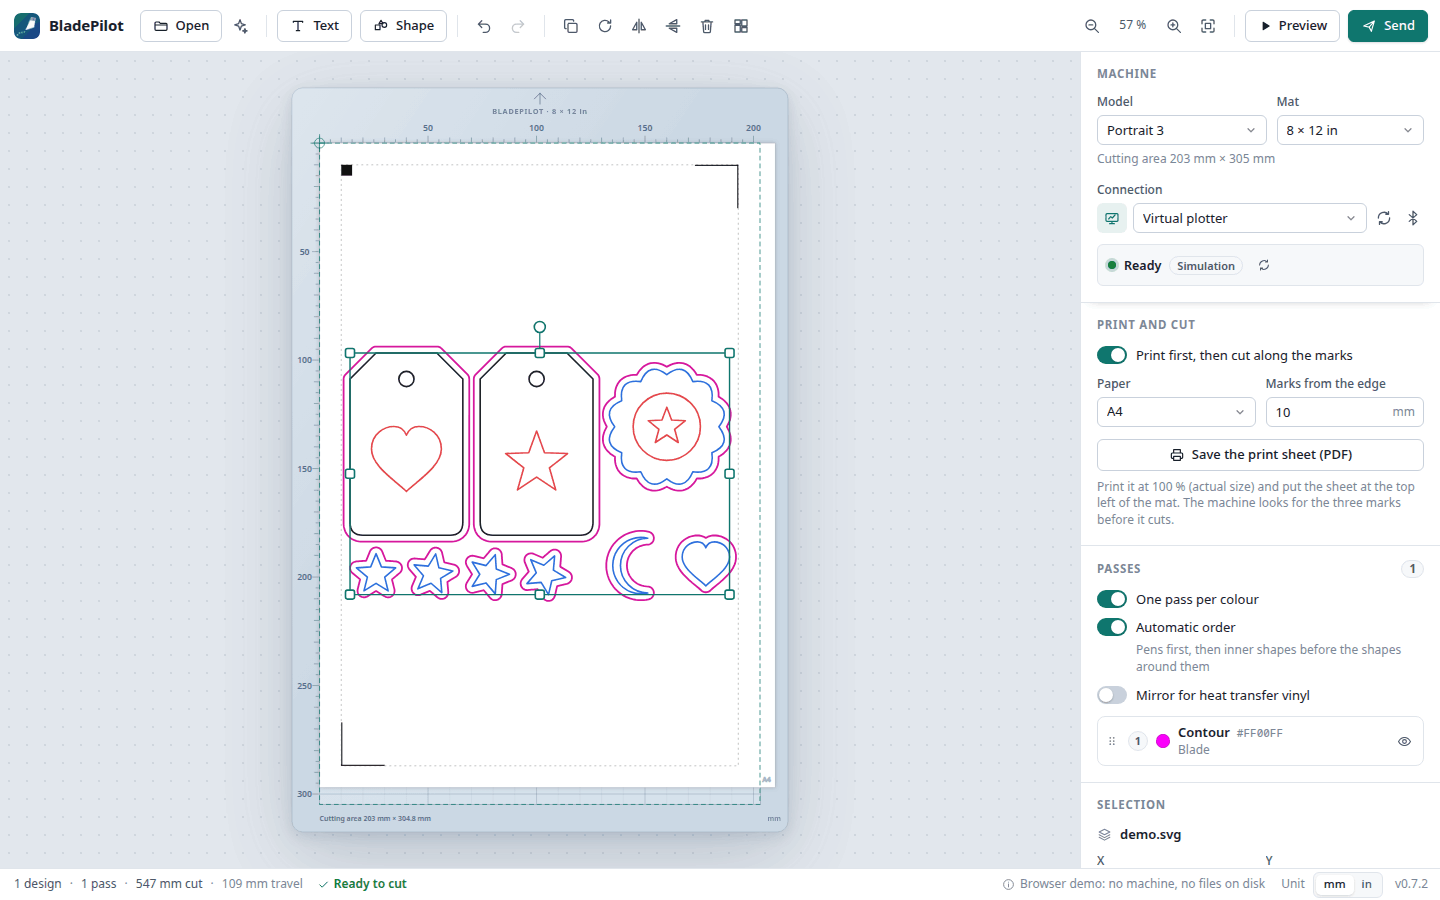 BladePilot
Open
Text
Shape
57 %
Preview
Send
BLADEPILOT · 8 × 12 in
50 100 150 200
50
100
150
200
250
300
A4
Cutting area 203 mm × 304.8 mm
mm
MACHINE
Model Mat
Portrait 3 8 × 12 in
Cutting area 203 mm × 305 mm
Connection
Virtual plotter
Ready Simulation
PRINT AND CUT
Print first, then cut along the marks
Paper Marks from the edge
A4 10 mm
Save the print sheet (PDF)
Print it at 100 % (actual size) and put the sheet at the top
left of the mat. The machine looks for the three marks
before it cuts.
PASSES 1
One pass per colour
Automatic order
Pens first, then inner shapes before the shapes
around them
Mirror for heat transfer vinyl
1 Contour #FF00FF
Blade
SELECTION
demo.svg
X Y
1 design · 1 pass · 547 mm cut · 109 mm travel Ready to cut
Browser demo: no machine, no files on disk Unit mm in v0.7.2